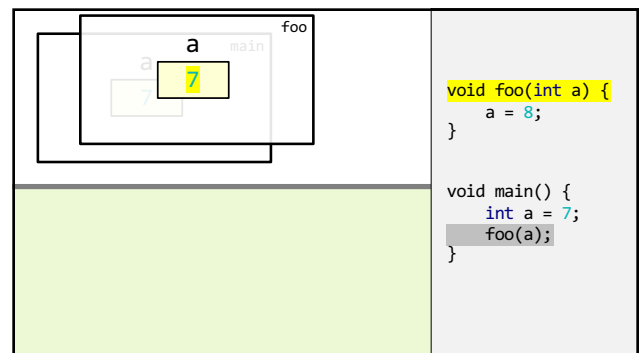 foo
a
main
a
7
7
void foo(int a) {
a = 8;
}
void main() {
int a = 7;
foo(a);
}